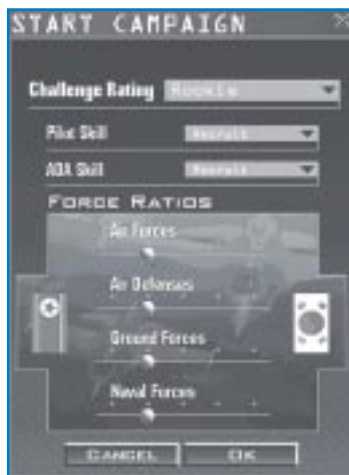 START CAMPAIGN
Challenge Rating Rookie
Pilot Skill Recruit
ADA Skill Recruit
FORCE RATIOS
Air Forces
Air Defenses
Ground Forces
Naval Forces
CANCEL OK